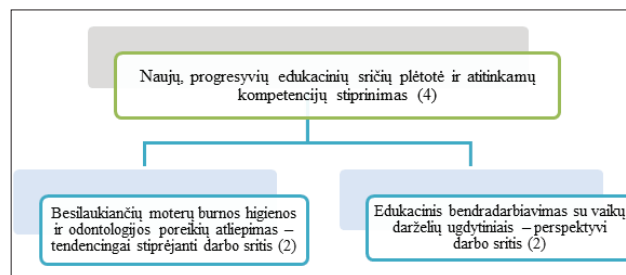 Naujų, progresyvių edukacinių sričių plėtotė ir atitinkamų
kompetencijų stiprinimas (4)
Besilaukiančių moterų burnos higienos
ir odontologijos poreikių atliepimas –
tendencingai stiprėjanti darbo sritis (2)
Edukacinis bendradarbiavimas su vaikų
darželių ugdytiniais – perspektyvi
darbo sritis (2)